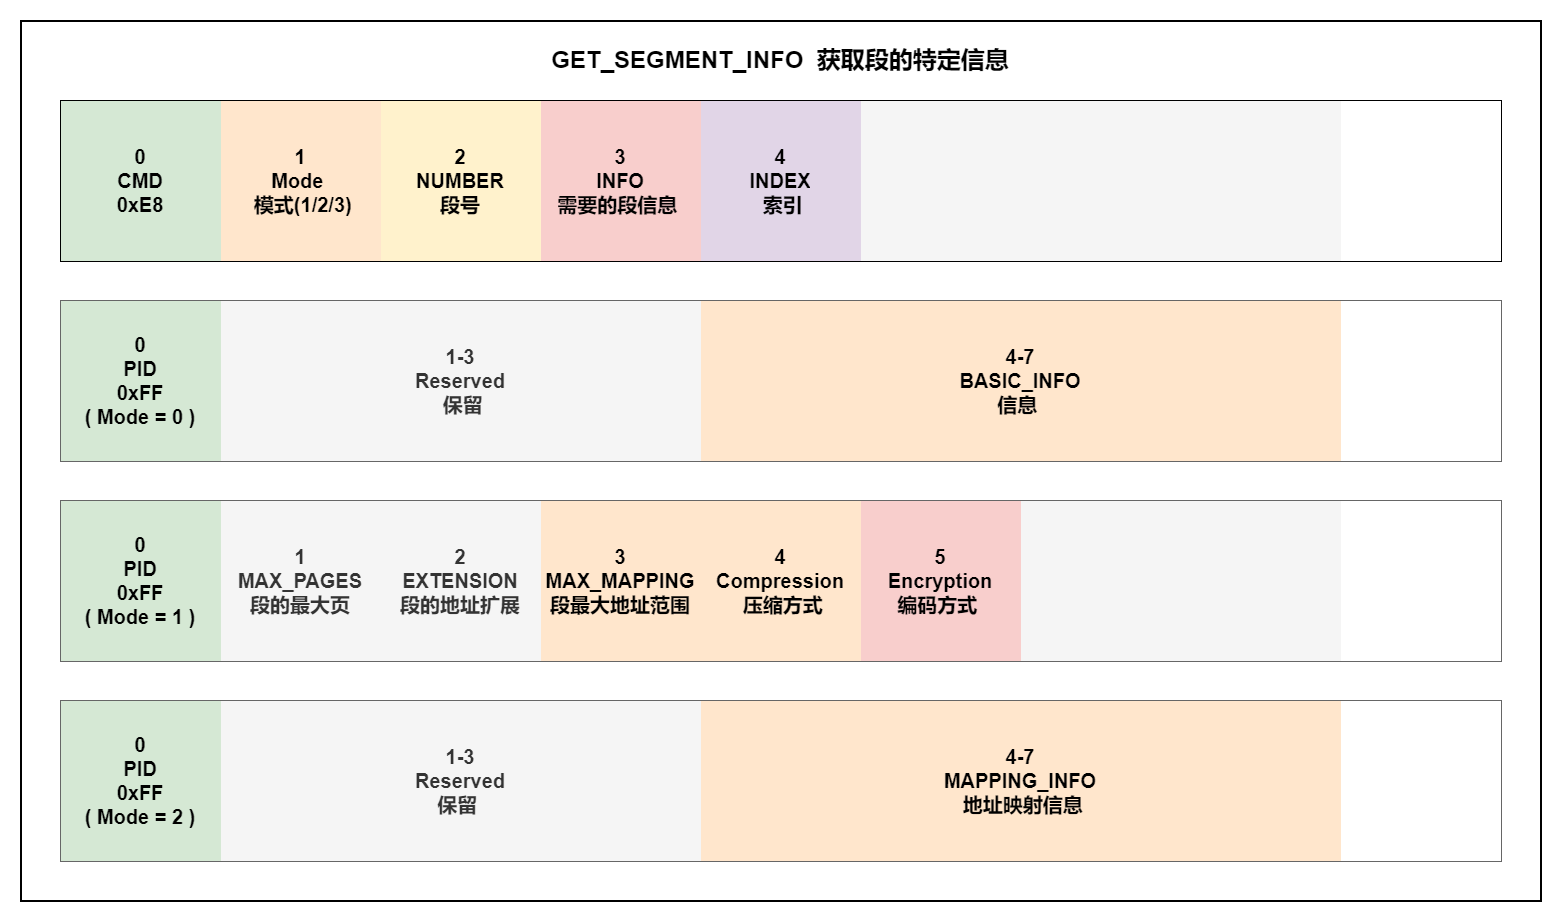 GET_SEGMENT_INFO 获取段的特定信息
0
CMD
0xE8
1
Mode
模式(1/2/3)
2
NUMBER
段号
3
INFO
需要的段信息
4
INDEX
索引
0
PID
0xFF
( Mode = 0 )
1-3
Reserved
保留
4-7
BASIC_INFO
信息
0
PID
0xFF
( Mode = 1 )
1
MAX_PAGES
段的最大页
2
EXTENSION
段的地址扩展
3
MAX_MAPPING
段最大地址范围
4
Compression
压缩方式
5
Encryption
编码方式
0
PID
0xFF
( Mode = 2 )
1-3
Reserved
保留
4-7
MAPPING_INFO
地址映射信息